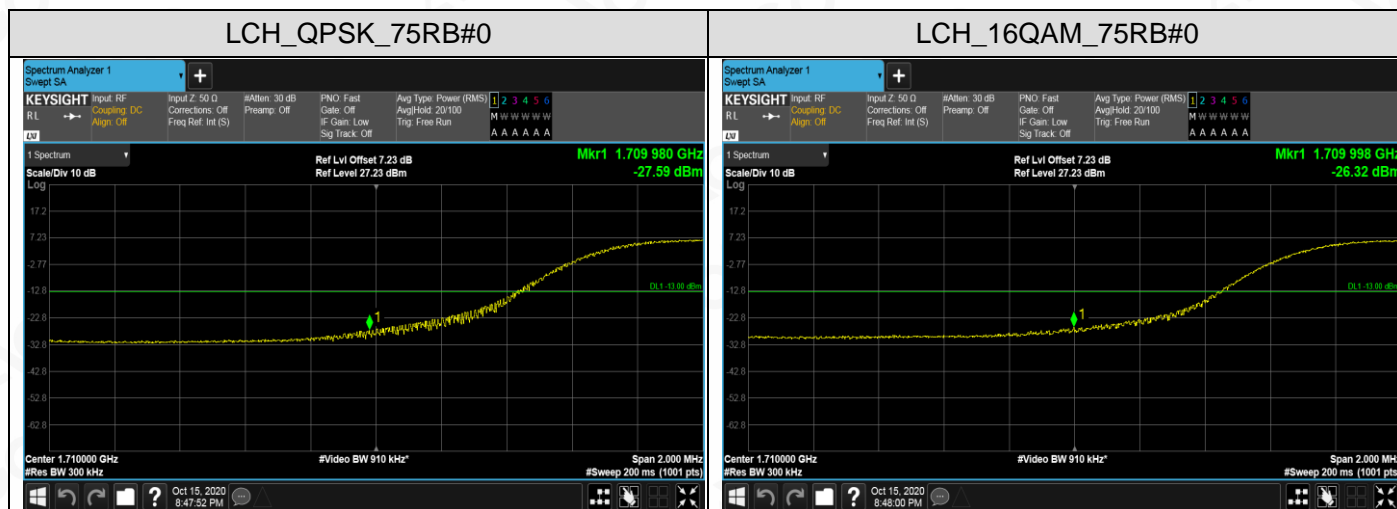 LCH_QPSK_75RB#0
Spectrum Analyzer 1
Swept SA
KEYSIGHT
RL
LXI
Input: RF
Coupling: DC
Align: Off
Input Z: 50 Ω
Corrections: Off
Freq Ref: Int (S)
#Atten: 30 dB
Preamp: Off
PNO: Fast
Gate: Off
IF Gain: Low
Sig Track: Off
Avg Type: Power (RMS)
Avg|Hold: 20/100
Trig: Free Run
1 2 3 4 5 6
M W W W W W
A A A A A A
1 Spectrum
Scale/Div 10 dB
Log
Ref Lvl Offset 7.23 dB
Ref Level 27.23 dBm
Mkr1 1.709 980 GHz
-27.59 dBm
17.2
7.23
-2.77
-12.8
DL1 -13.00 dBm
-22.8
1
-32.8
-42.8
-52.8
-62.8
Center 1.710000 GHz
#Res BW 300 kHz
#Video BW 910 kHz*
Span 2.000 MHz
#Sweep 200 ms (1001 pts)
Oct 15, 2020
8:47:52 PM
LCH_16QAM_75RB#0
Spectrum Analyzer 1
Swept SA
KEYSIGHT
RL
LXI
Input: RF
Coupling: DC
Align: Off
Input Z: 50 Ω
Corrections: Off
Freq Ref: Int (S)
#Atten: 30 dB
Preamp: Off
PNO: Fast
Gate: Off
IF Gain: Low
Sig Track: Off
Avg Type: Power (RMS)
Avg|Hold: 20/100
Trig: Free Run
1 2 3 4 5 6
M W W W W W
A A A A A A
1 Spectrum
Scale/Div 10 dB
Log
Ref Lvl Offset 7.23 dB
Ref Level 27.23 dBm
Mkr1 1.709 998 GHz
-26.32 dBm
17.2
7.23
-2.77
-12.8
DL1 -13.00 dBm
-22.8
1
-32.8
-42.8
-52.8
-62.8
Center 1.710000 GHz
#Res BW 300 kHz
#Video BW 910 kHz*
Span 2.000 MHz
#Sweep 200 ms (1001 pts)
Oct 15, 2020
8:48:00 PM